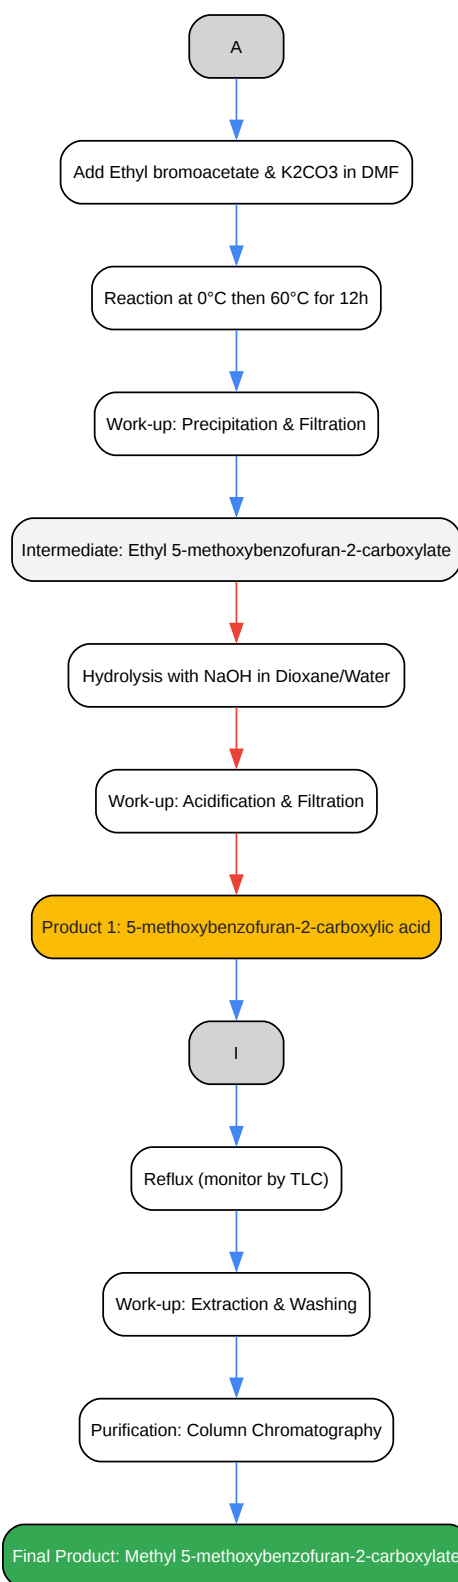 A
Add Ethyl bromoacetate & K2CO3 in DMF
Reaction at 0°C then 60°C for 12h
Work-up: Precipitation & Filtration
Intermediate: Ethyl 5-methoxybenzofuran-2-carboxylate
Hydrolysis with NaOH in Dioxane/Water
Work-up: Acidification & Filtration
Product 1: 5-methoxybenzofuran-2-carboxylic acid
I
Reflux (monitor by TLC)
Work-up: Extraction & Washing
Purification: Column Chromatography
Final Product: Methyl 5-methoxybenzofuran-2-carboxylate